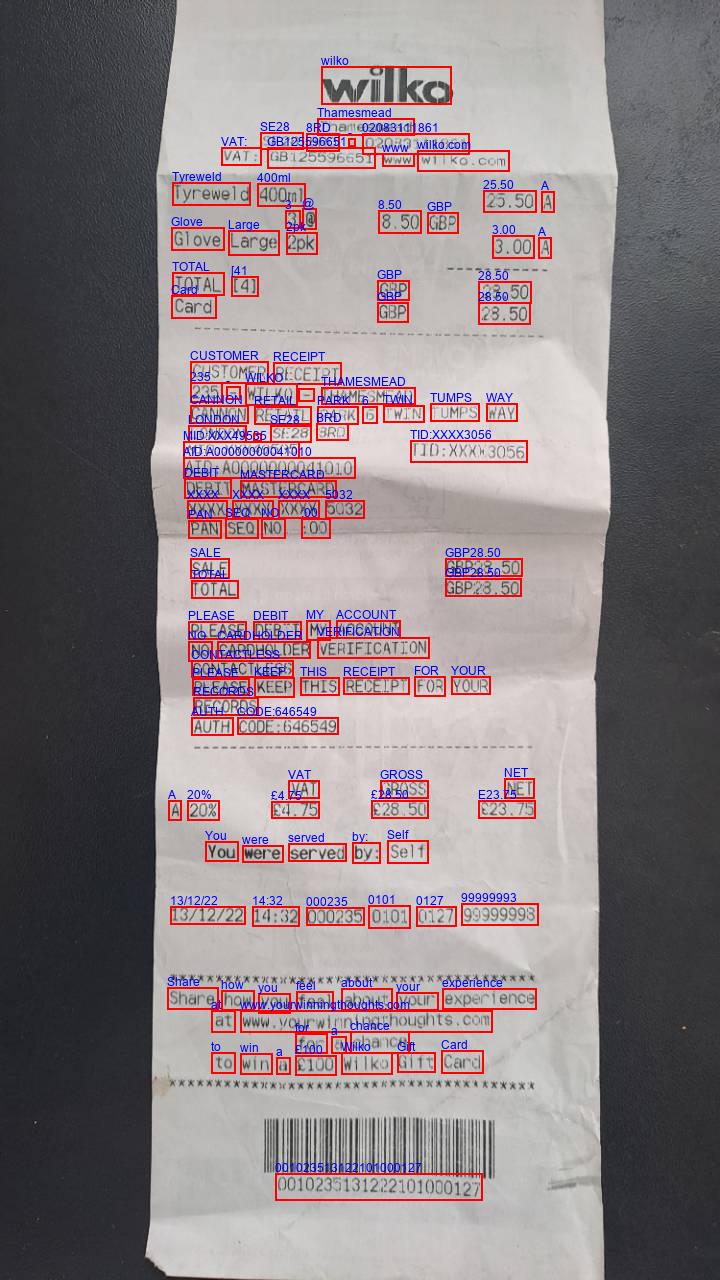 wilko
Thamesmead
SE28 8RD
VAT: GB125596651 www.wilko.com
Tyreweld 400ml 25.50 A
3 @ 8.50 GBP
Glove Large 2pk 3.00 A
TOTAL [4] GBP 28.50
Card GBP 28.50
CUSTOMER RECEIPT
235 - WILKO - THAMESMEAD
CANNON RETAIL PARK 6 TWIN TUMPS WAY
LONDON SE28 8RD
TID:XXXX3056
AID:A0000000041010
DEBIT MASTERCARD
XXXX XXXX XXXX 5032
PAN SEQ NO :00
SALE GBP28.50
TOTAL GBP28.50
PLEASE DEBIT MY ACCOUNT
NO CARDHOLDER VERIFICATION
CONTACTLESS
PLEASE KEEP THIS RECEIPT FOR YOUR
RECORDS
AUTH CODE:646549
VAT GROSS NET
A 20% £4.75 £28.50 £23.75
You were served by: Self
13/12/22 14:32 000235 0101 0127 99999998
***********************************
Share how you feel about your experience
at www.yourwinningthoughts.com
for a chance
to win a £100 Wilko Gift Card
***********************************
0010235131222101000127